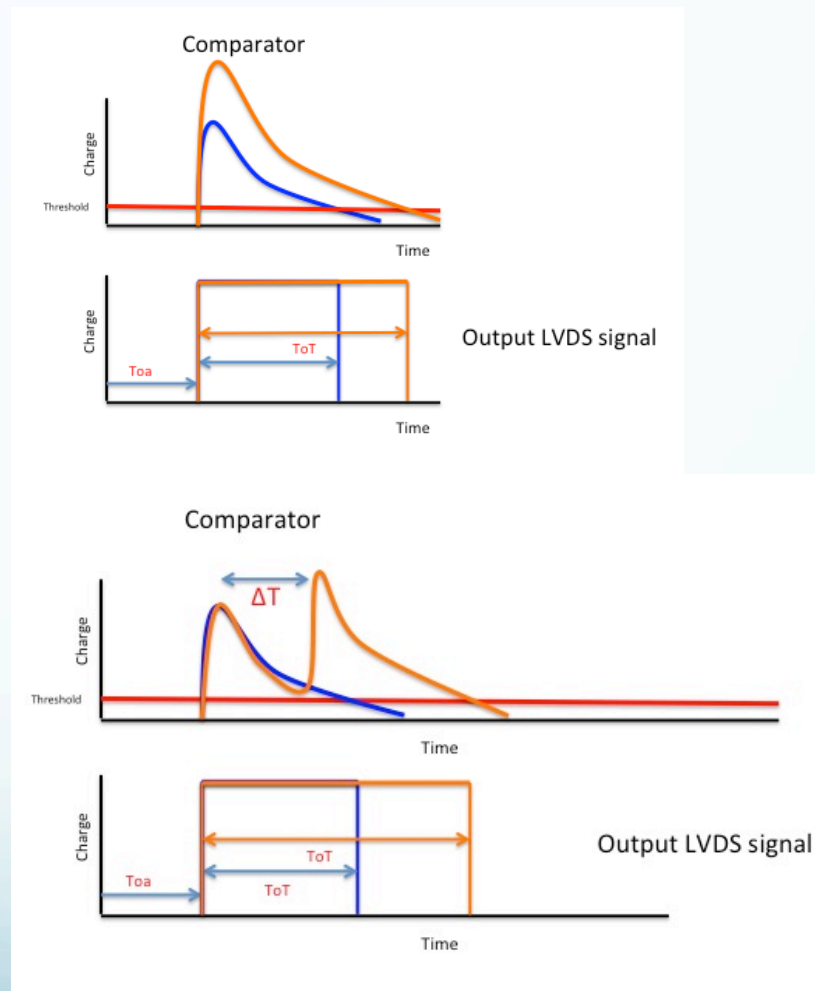 Comparator
Charge
Threshold
Time
Charge
ToT
Output LVDS signal
Toa
Time
Comparator
ΔT
Charge
Threshold
Time
Charge
Output LVDS signal
ToT
Toa
ToT
Time